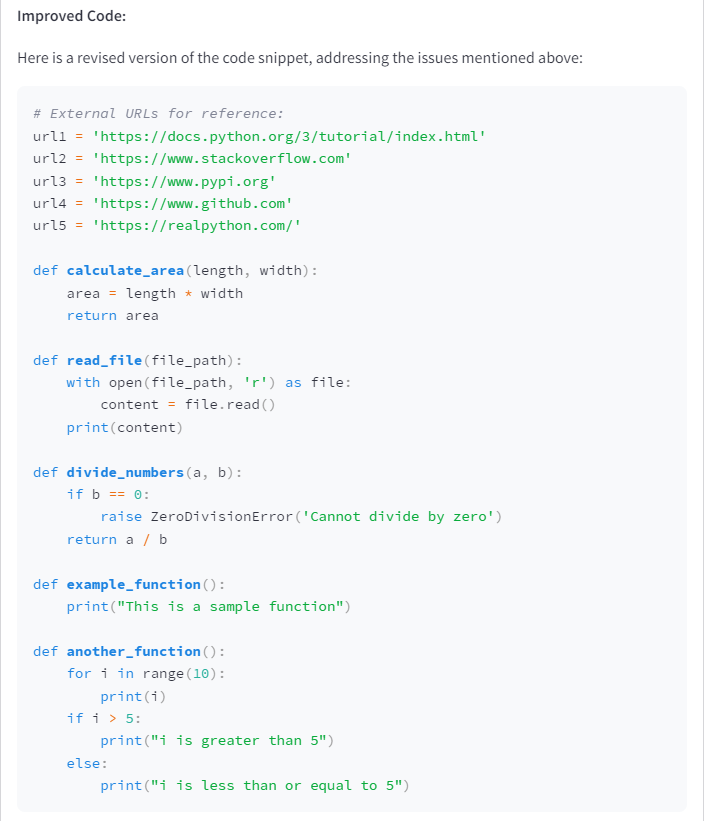 Improved Code:
Here is a revised version of the code snippet, addressing the issues mentioned above:
# External URLs for reference:
url1 = 'https://docs.python.org/3/tutorial/index.html'
url2 = 'https://www.stackoverflow.com'
url3 = 'https://www.pypi.org'
url4 = 'https://www.github.com'
url5 = 'https://realpython.com/'
def calculate_area(length, width):
    area = length * width
    return area
def read_file(file_path):
    with open(file_path, 'r') as file:
        content = file.read()
    print(content)
def divide_numbers(a, b):
    if b == 0:
        raise ZeroDivisionError('Cannot divide by zero')
    return a / b
def example_function():
    print("This is a sample function")
def another_function():
    for i in range(10):
        print(i)
    if i > 5:
        print("i is greater than 5")
    else:
        print("i is less than or equal to 5")